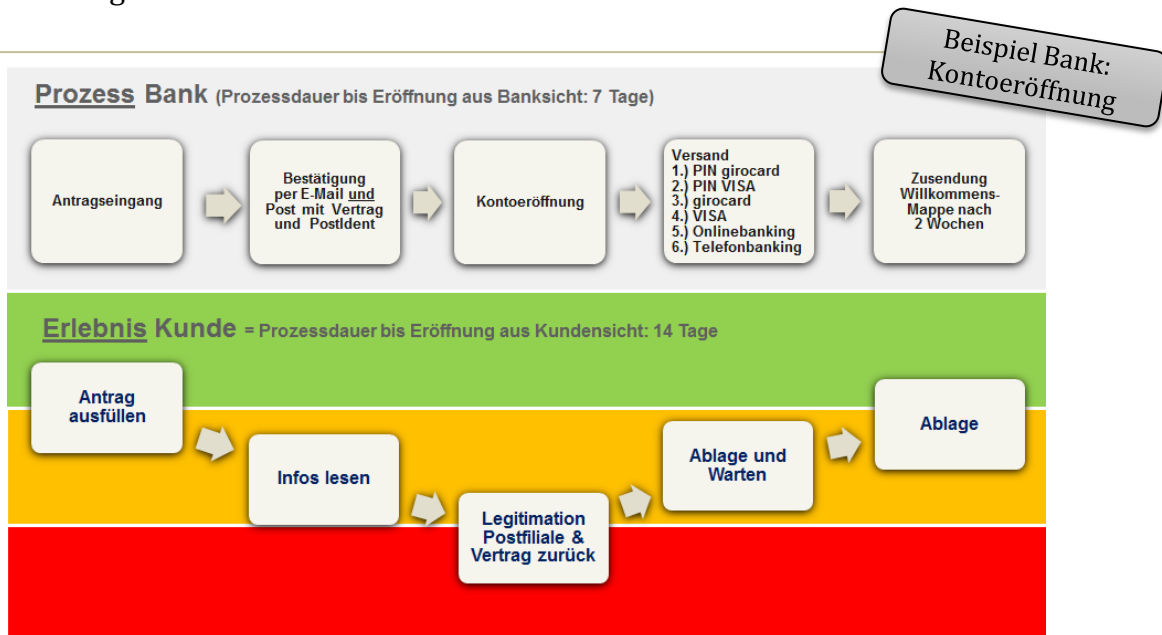 Beispiel Bank:
Kontoeröffnung
Prozess Bank (Prozessdauer bis Eröffnung aus Banksicht: 7 Tage)
Antragseingang
Bestätigung
per E-Mail und
Post mit Vertrag
und PostIdent
Kontoeröffnung
Versand
1.) PIN girocard
2.) PIN VISA
3.) girocard
4.) VISA
5.) Onlinebanking
6.) Telefonbanking
Zusendung
Willkommens-
Mappe nach
2 Wochen
Erlebnis Kunde = Prozessdauer bis Eröffnung aus Kundensicht: 14 Tage
Antrag
ausfüllen
Infos lesen
Legitimation
Postfiliale &
Vertrag zurück
Ablage und
Warten
Ablage